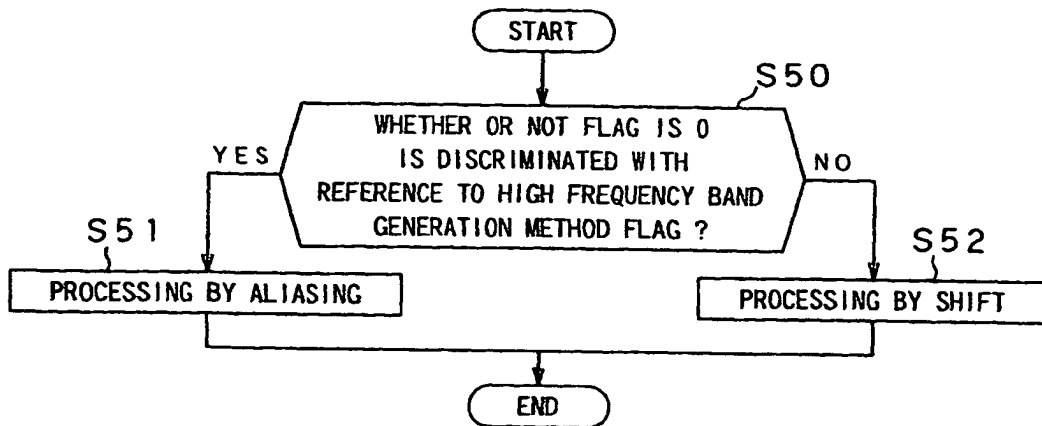 START
S50
WHETHER OR NOT FLAG IS 0
IS DISCRIMINATED WITH
REFERENCE TO HIGH FREQUENCY BAND
GENERATION METHOD FLAG ?
YES
NO
S51
PROCESSING BY ALIASING
S52
PROCESSING BY SHIFT
END